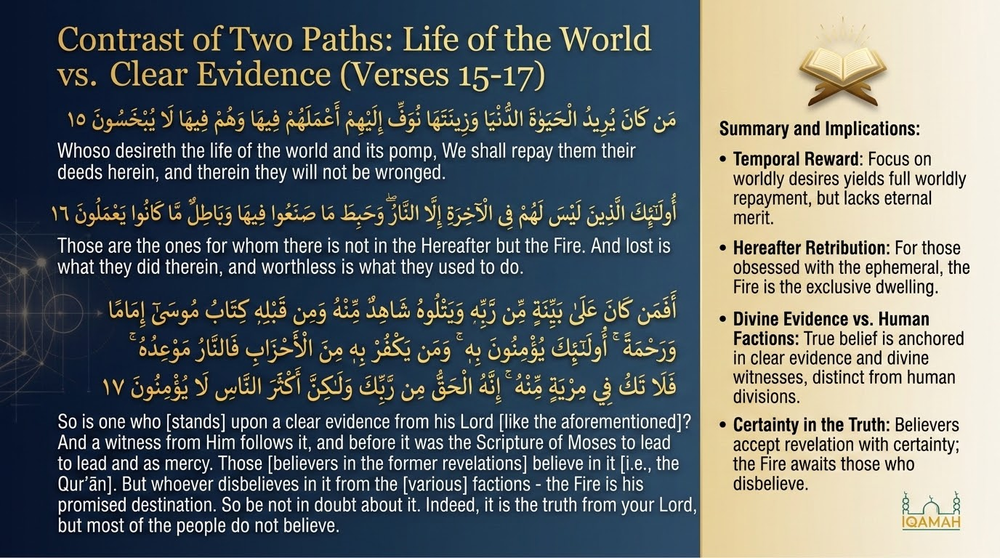 Contrast of Two Paths: Life of the World
vs. Clear Evidence (Verses 15-17)
مَن كَانَ يُرِيدُ الْحَيَوٰةَ الدُّنْيَا وَزِينَتَهَا نُوَفِّ إِلَيْهِمْ أَعْمَلَهُمْ فِيهَا وَهُمْ فِيهَا لَا يُبْخَسُونَ ١٥
Whoso desireth the life of the world and its pomp, We shall repay them their
deeds herein, and therein they will not be wronged.
أُولَـٰٓئِكَ الَّذِينَ لَيْسَ لَهُمْ فِى الْآخِرَةِ إِلَّا النَّارُ ۖ وَحَبِطَ مَا صَنَعُوا فِيهَا وَبَاطِلٌ مَّا كَانُوا يَعْمَلُونَ ١٦
Those are the ones for whom there is not in the Hereafter but the Fire. And lost is
what they did therein, and worthless is what they used to do.
أَفَمَن كَانَ عَلَىٰ بَيِّنَةٍ مِّن رَّبِّهِۦ وَيَتْلُوهُ شَاهِدٌ مِّنْهُ وَمِن قَبْلِهِۦ كِتَابُ مُوسَىٰٓ إِمَامًا
وَرَحْمَةً ۚ أُولَـٰٓئِكَ يُؤْمِنُونَ بِهِۦ ۚ وَمَن يَكْفُرْ بِهِۦ مِنَ الْأَحْزَابِ فَالنَّارُ مَوْعِدُهُ ۚ
فَلَا تَكُ فِي مِرْيَةٍ مِّنْهُ ۚ إِنَّهُ الْحَقُّ مِن رَّبِّكَ وَلَـٰكِنَّ أَكْثَرَ النَّاسِ لَا يُؤْمِنُونَ ١٧
So is one who [stands] upon a clear evidence from his Lord [like the aforementioned]?
And a witness from Him follows it, and before it was the Scripture of Moses to lead
to lead and as mercy. Those [believers in the former revelations] believe in it [i.e., the
Qur’ān]. But whoever disbelieves in it from the [various] factions - the Fire is his
promised destination. So be not in doubt about it. Indeed, it is the truth from your Lord,
but most of the people do not believe.
Summary and Implications:
• Temporal Reward: Focus on
worldly desires yields full worldly
repayment, but lacks eternal
merit.
• Hereafter Retribution: For those
obsessed with the ephemeral, the
Fire is the exclusive dwelling.
• Divine Evidence vs. Human
Factions: True belief is anchored
in clear evidence and divine
witnesses, distinct from human
divisions.
• Certainty in the Truth: Believers
accept revelation with certainty;
the Fire awaits those who
disbelieve.
IQAMAH